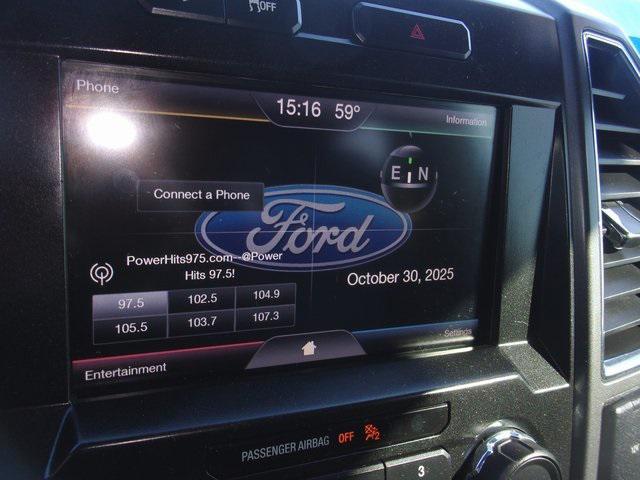 OFF
Phone
15:16 59°
Information
E N
Connect a Phone
Ford
PowerHits975.com--@Power
Hits 97.5!
October 30, 2025
97.5 102.5 104.9
105.5 103.7 107.3
Settings
Entertainment
PASSENGER AIRBAG OFF 2
3